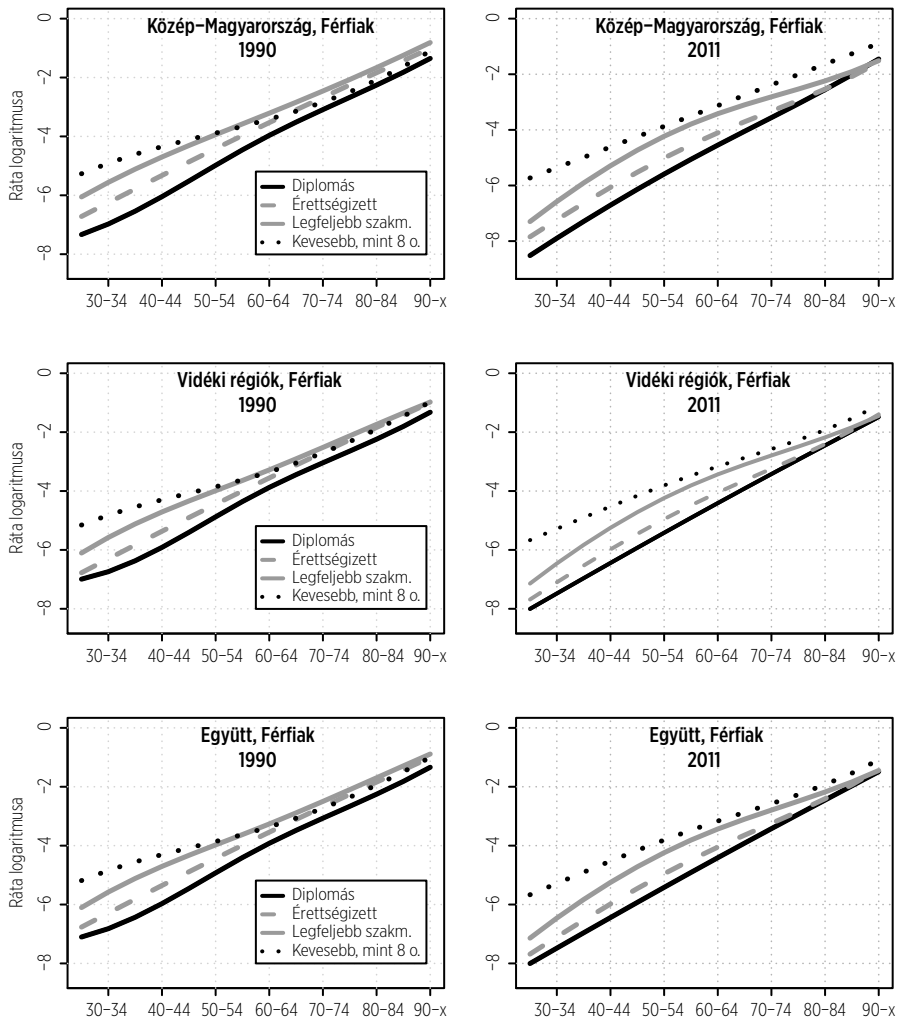 Közép–Magyarország, Férfiak
1990
Ráta logaritmusa
0
−2
−4
−6
−8
Diplomás
Érettségizett
Legfeljebb szakm.
Kevesebb, mint 8 o.
30–34 40–44 50–54 60–64 70–74 80–84 90–x
Közép–Magyarország, Férfiak
2011
0
−2
−4
−6
−8
30–34 40–44 50–54 60–64 70–74 80–84 90–x
Vidéki régiók, Férfiak
1990
Ráta logaritmusa
0
−2
−4
−6
−8
Diplomás
Érettségizett
Legfeljebb szakm.
Kevesebb, mint 8 o.
30–34 40–44 50–54 60–64 70–74 80–84 90–x
Vidéki régiók, Férfiak
2011
0
−2
−4
−6
−8
30–34 40–44 50–54 60–64 70–74 80–84 90–x
Együtt, Férfiak
1990
Ráta logaritmusa
0
−2
−4
−6
−8
Diplomás
Érettségizett
Legfeljebb szakm.
Kevesebb, mint 8 o.
30–34 40–44 50–54 60–64 70–74 80–84 90–x
Együtt, Férfiak
2011
0
−2
−4
−6
−8
30–34 40–44 50–54 60–64 70–74 80–84 90–x